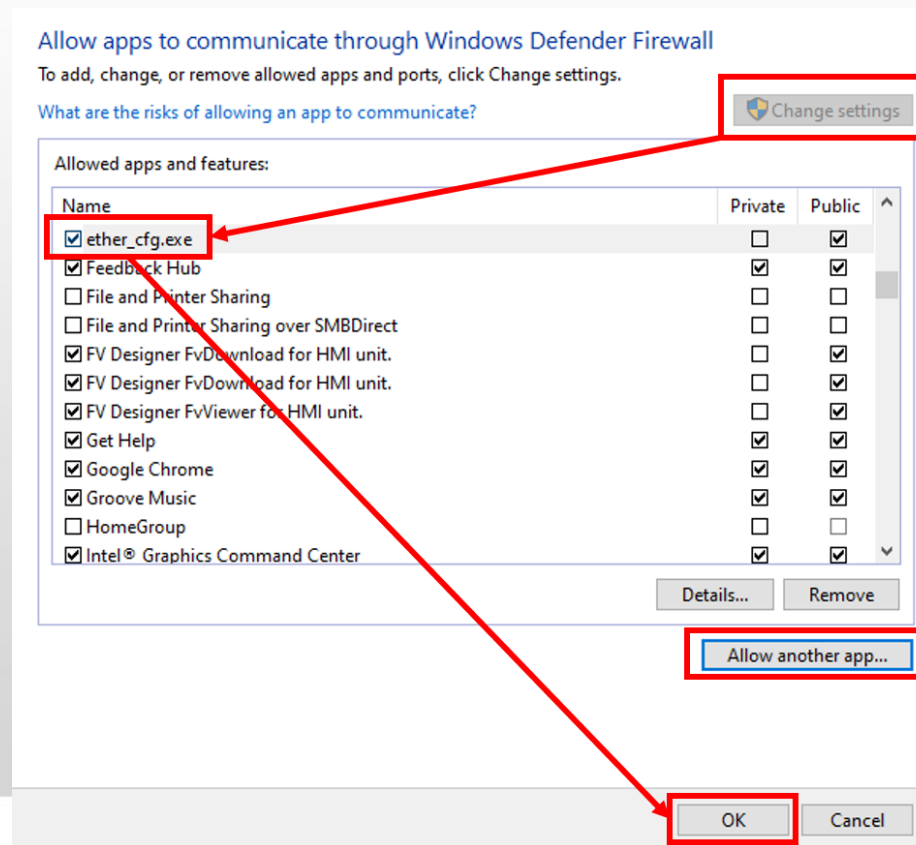 Allow apps to communicate through Windows Defender Firewall
To add, change, or remove allowed apps and ports, click Change settings.
What are the risks of allowing an app to communicate?
Change settings
Allowed apps and features:
Name Private Public
ether_cfg.exe
Feedback Hub
File and Printer Sharing
File and Printer Sharing over SMBDirect
FV Designer FvDownload for HMI unit.
FV Designer FvDownload for HMI unit.
FV Designer FvViewer for HMI unit.
Get Help
Google Chrome
Groove Music
HomeGroup
Intel® Graphics Command Center
Details... Remove
Allow another app...
OK Cancel